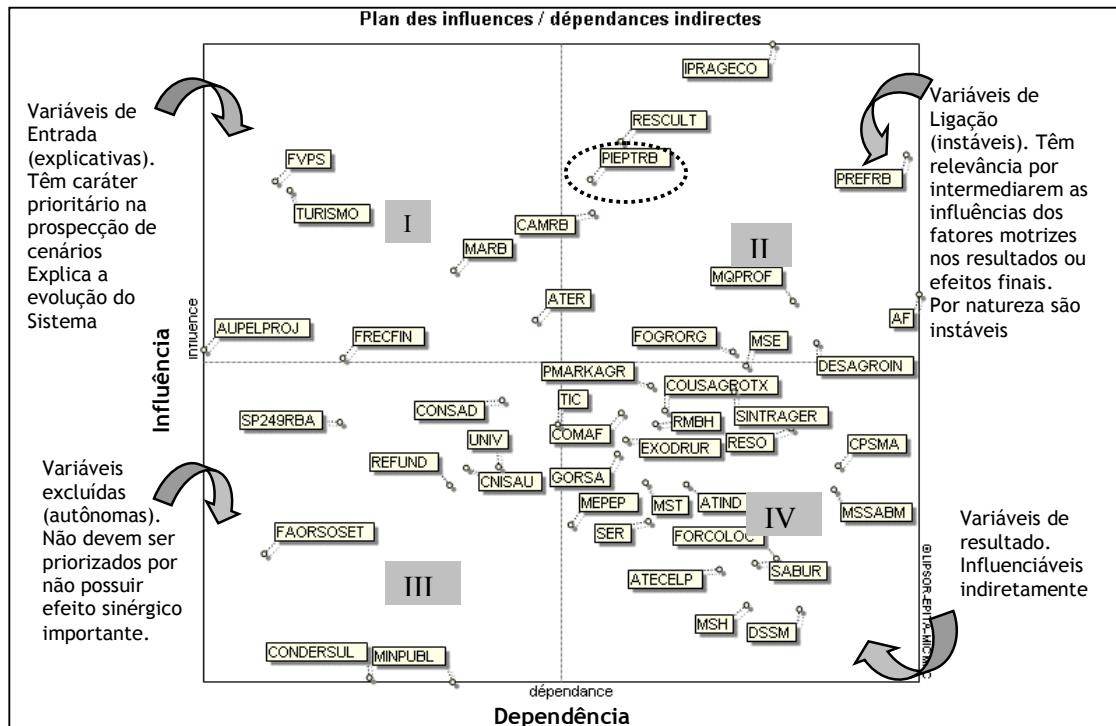 Plan des influences / dépendances indirectes
IPRAGECO
RESCULT
PIEPTRB
FVPS
TURISMO
PREFRB
CAMRB
I
II
MARB
MQPROF
ATER
AF
AUPELPROJ
FRECFIN
FOGRORG
MSE
DESAGROIN
PMARKAGR
COUSAGROTX
TIC
CONSAD
SP249RBA
RMBH
SINTRAGER
UNIV
COMAF
EXODRUR
RESO
CPSMA
REFUND
CNISAU
GORSA
MEPEP
MST
ATIND
IV
MSSABM
SER
FORCOLOC
FAORSOSET
III
ATECELP
SABUR
MSH
DSSM
CONDERSUL
MINPUBL
Variáveis de
Entrada
(explicativas).
Têm caráter
prioritário na
prospecção de
cenários
Explica a
evolução do
Sistema
Variáveis de
Ligação
(instáveis). Têm
relevância por
intermediarem as
influências dos
fatores motrizes
nos resultados ou
efeitos finais.
Por natureza são
instáveis
Variáveis
excluídas
(autônomas).
Não devem ser
priorizados por
não possuir
efeito sinérgico
importante.
Variáveis de
resultado.
Influenciáveis
indiretamente
Influência
influence
dépendance
Dependência